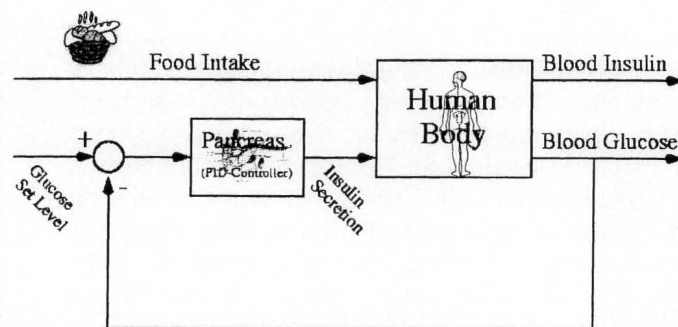 Food Intake
Blood Insulin
Human
Body
+
Pancreas
(PID-Controller)
Blood Glucose
-
Glucose
Set Level
Insulin
Secretion